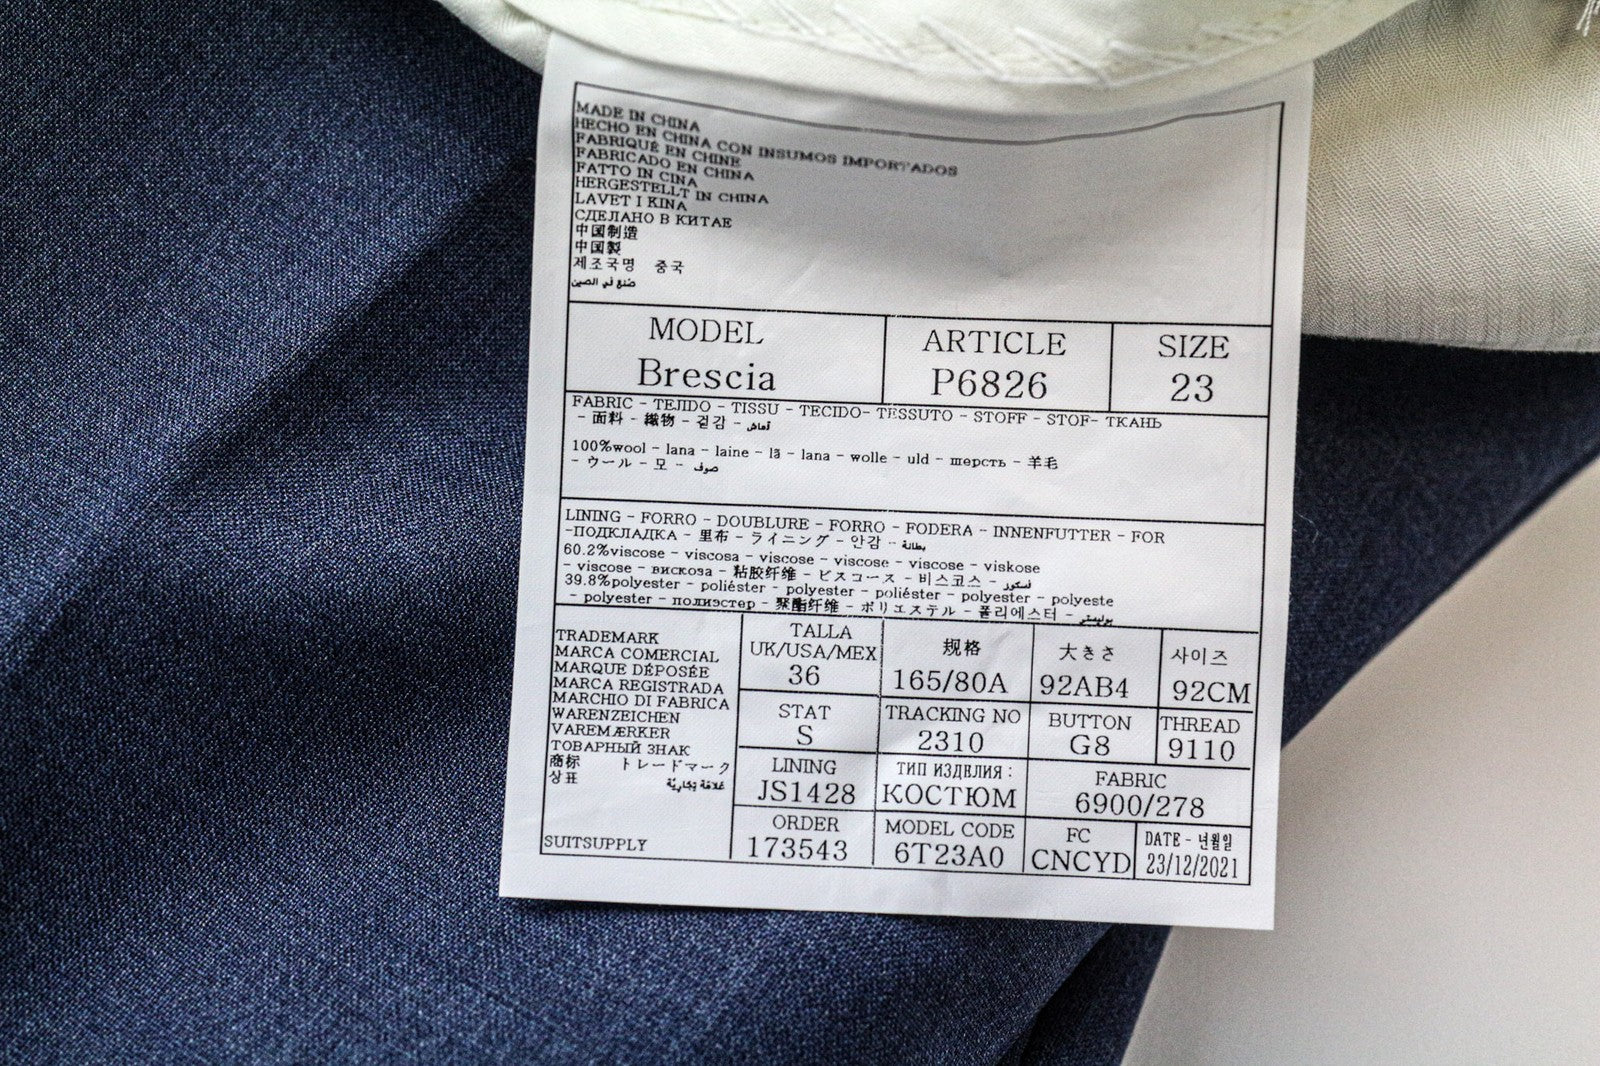 MADE IN CHINA
HECHO EN CHINA CON INSUMOS IMPORTADOS
FABRIQUÉ EN CHINE
FABRICADO EN CHINA
FATTO IN CINA
HERGESTELLT IN CHINA
LAVET I KINA
СДЕЛАНО В КИТАЕ
中国制造
中国製
제조국명 중국
صنع في الصين
MODEL ARTICLE SIZE
Brescia P6826 23
FABRIC - TEJIDO - TISSU - TECIDO- TESSUTO - STOFF - STOF- ТКАНЬ
- 面料 - 織物 - 겉감 - قماش
100%wool - lana - laine - lã - lana - wolle - uld - шерсть - 羊毛
- ウール - 모 - صوف
LINING - FORRO - DOUBLURE - FORRO - FODERA - INNENFUTTER - FOR
-ПОДКЛАДКА - 里布 - ライニング - 안감 - بطانة
60.2%viscose - viscosa - viscose - viscose - viscose - viskose
- viscose - вискоза - 粘胶纤维 - ビスコース - 비스코스 - فسكوز
39.8%polyester - poliéster - polyester - poliéster - polyester - polyeste
- polyester - полиэстер - 聚酯纤维 - ポリエステル - 폴리에스터 - بوليستر
TRADEMARK
MARCA COMERCIAL
MARQUE DÉPOSÉE
MARCA REGISTRADA
MARCHIO DI FABRICA
WARENZEICHEN
VAREMÆRKER
ТОВАРНЫЙ ЗНАК
商标 トレードマーク
상표 علامة تجارية
SUITSUPPLY
TALLA
UK/USA/MEX 规格 大きさ 사이즈
36 165/80A 92AB4 92CM
STAT TRACKING NO BUTTON THREAD
S 2310 G8 9110
LINING ТИП ИЗДЕЛИЯ : FABRIC
JS1428 КОСТЮМ 6900/278
ORDER MODEL CODE FC DATE - 년월일
173543 6T23A0 CNCYD 23/12/2021